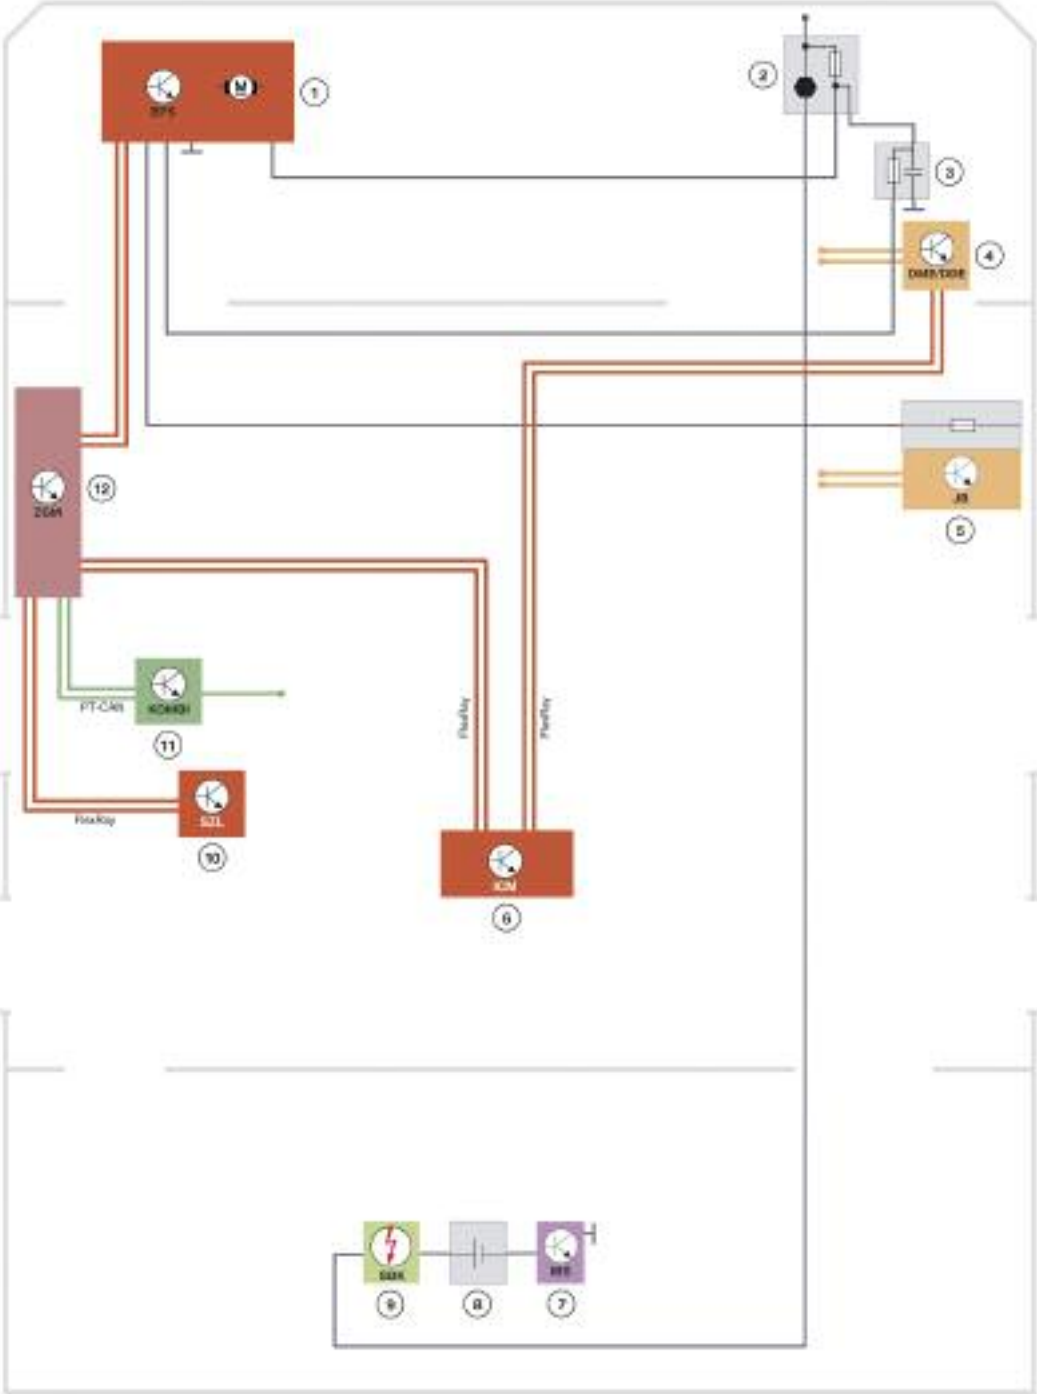 M
EPS
1
2
3
4
DME/DDE
12
ZGM
JB
5
PT-CAN
KOMBI
11
FlexRay
FlexRay
SZL
FlexRay
10
ICM
6
9
8
7